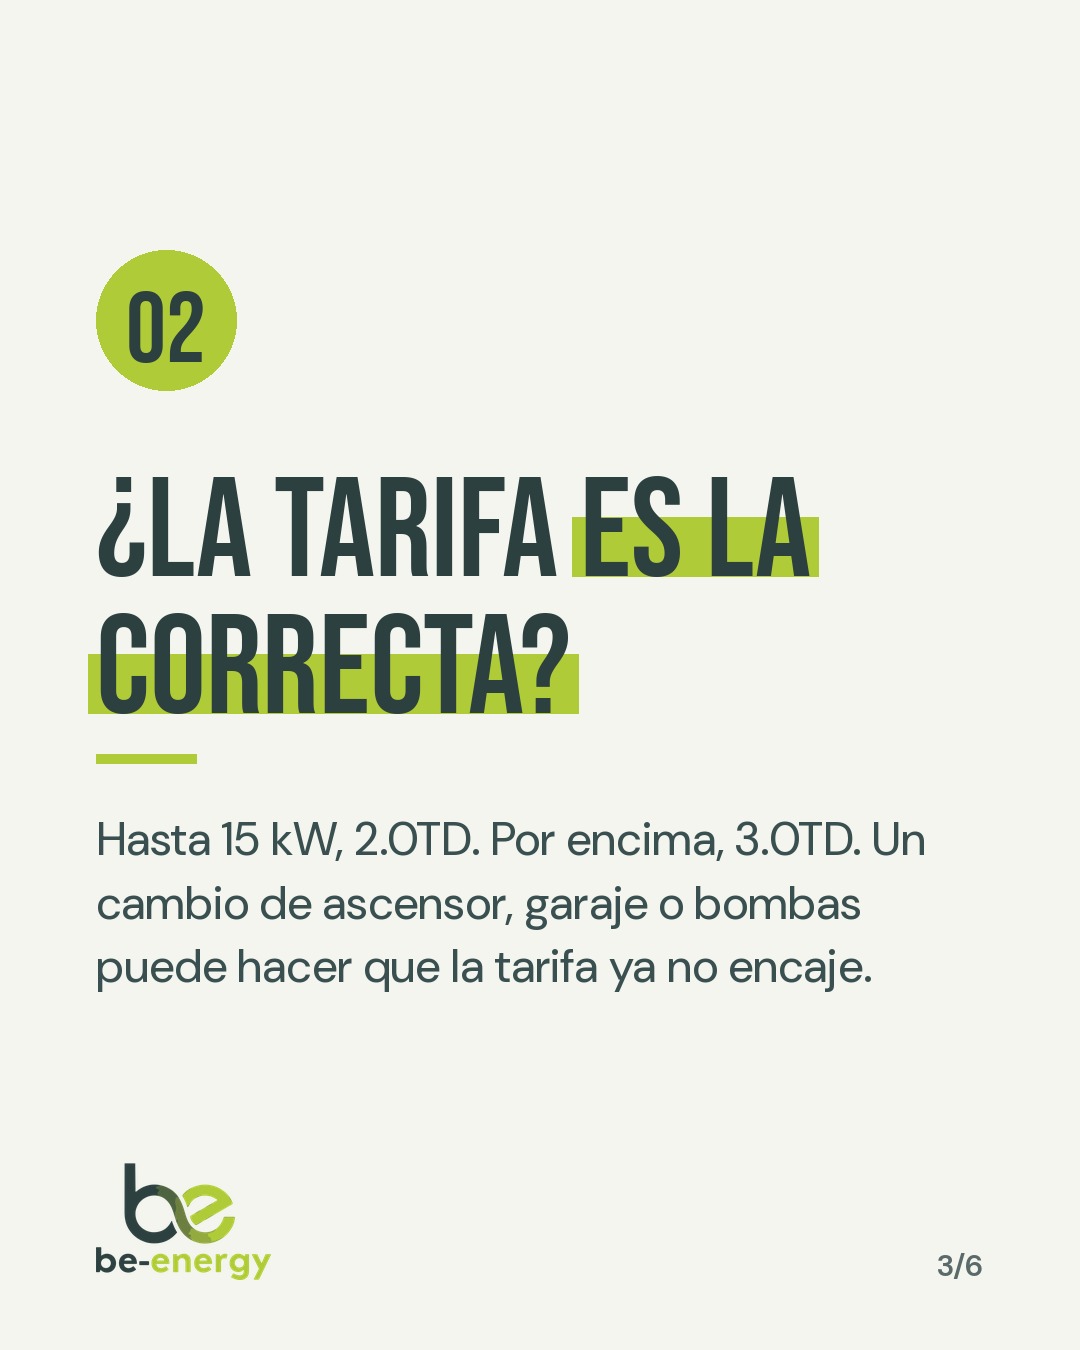 02
¿LA TARIFA ES LA
CORRECTA?
Hasta 15 kW, 2.0TD. Por encima, 3.0TD. Un
cambio de ascensor, garaje o bombas
puede hacer que la tarifa ya no encaje.
be
be-energy
3/6